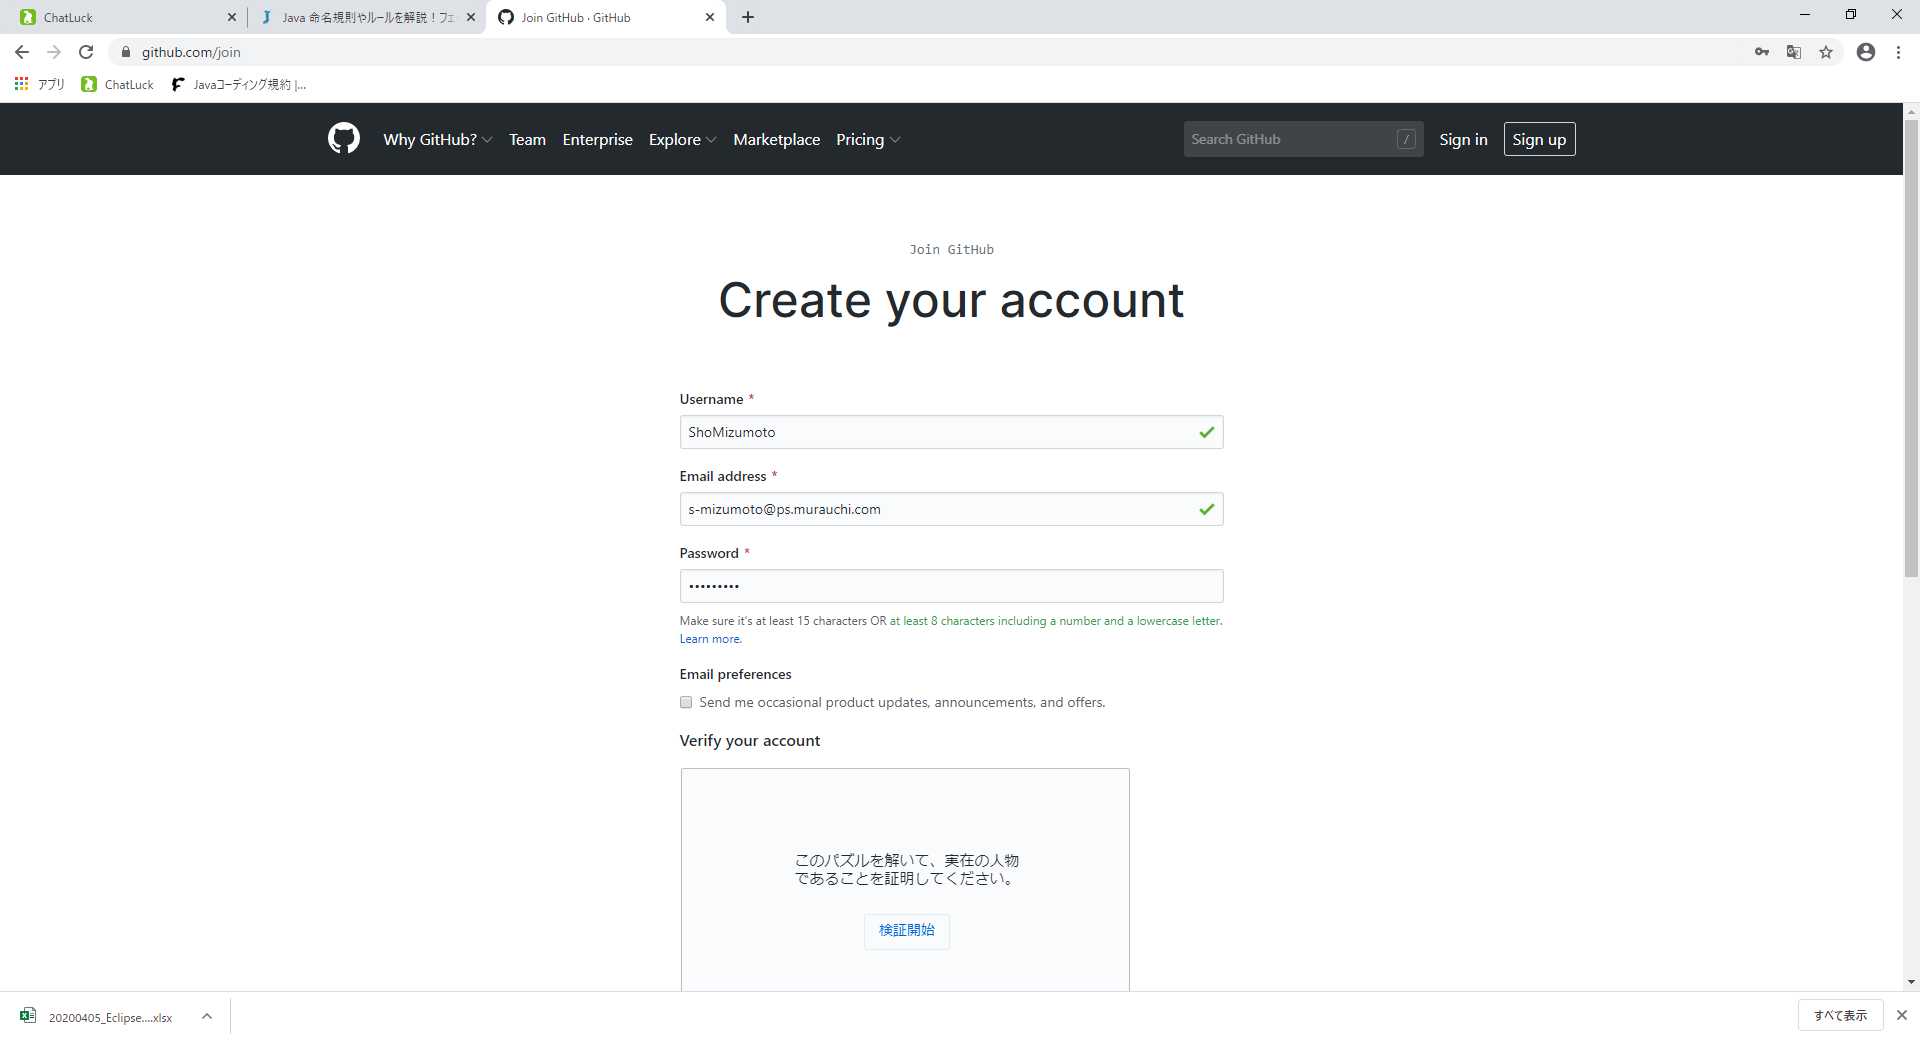 ChatLuck
Java 命名規則やルールを解説！フェ
Join GitHub · GitHub
github.com/join
アプリ
ChatLuck
Javaコーディング規約 |...
Why GitHub?
Team
Enterprise
Explore
Marketplace
Pricing
Search GitHub
/
Sign in
Sign up
Join GitHub
Create your account
Username *
ShoMizumoto
Email address *
s-mizumoto@ps.murauchi.com
Password *
•••••••••
Make sure it's at least 15 characters OR at least 8 characters including a number and a lowercase letter.
Learn more.
Email preferences
Send me occasional product updates, announcements, and offers.
Verify your account
このパズルを解いて、実在の人物
であることを証明してください。
検証開始
20200405_Eclipse....xlsx
すべて表示